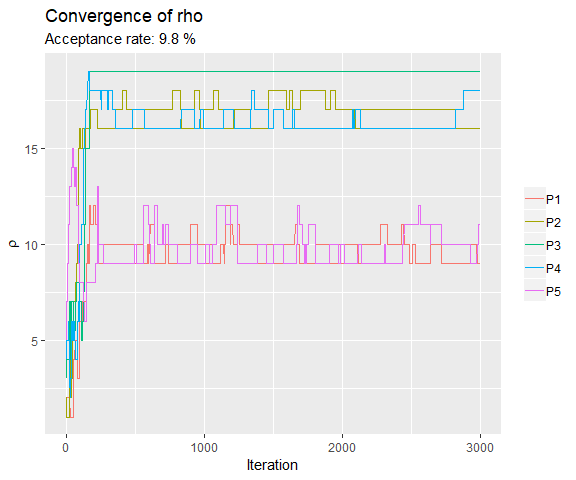 Convergence of rho
Acceptance rate: 9.8 %
15
10
5
ρ
0
1000
2000
3000
Iteration
P1
P2
P3
P4
P5